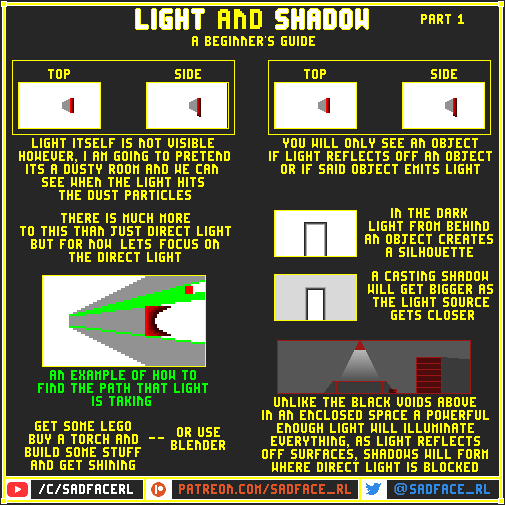 LIGHT AND SHADOW
PART 1
A BEGINNER'S GUIDE
TOP
SIDE
LIGHT ITSELF IS NOT VISIBLE
HOWEVER, I AM GOING TO PRETEND
ITS A DUSTY ROOM AND WE CAN
SEE WHEN THE LIGHT HITS
THE DUST PARTICLES
THERE IS MUCH MORE
TO THIS THAN JUST DIRECT LIGHT
BUT FOR NOW LETS FOCUS ON
THE DIRECT LIGHT
AN EXAMPLE OF HOW TO
FIND THE PATH THAT LIGHT
IS TAKING
GET SOME LEGO
BUY A TORCH AND
BUILD SOME STUFF
AND GET SHINING
--
OR USE
BLENDER
TOP
SIDE
YOU WILL ONLY SEE AN OBJECT
IF LIGHT REFLECTS OFF AN OBJECT
OR IF SAID OBJECT EMITS LIGHT
IN THE DARK
LIGHT FROM BEHIND
AN OBJECT CREATES
A SILHOUETTE
A CASTING SHADOW
WILL GET BIGGER AS
THE LIGHT SOURCE
GETS CLOSER
UNLIKE THE BLACK VOIDS ABOVE
IN AN ENCLOSED SPACE A POWERFUL
ENOUGH LIGHT WILL ILLUMINATE
EVERYTHING, AS LIGHT REFLECTS
OFF SURFACES, SHADOWS WILL FORM
WHERE DIRECT LIGHT IS BLOCKED
/C/SADFACERL
PATREON.COM/SADFACE_RL
@SADFACE_RL